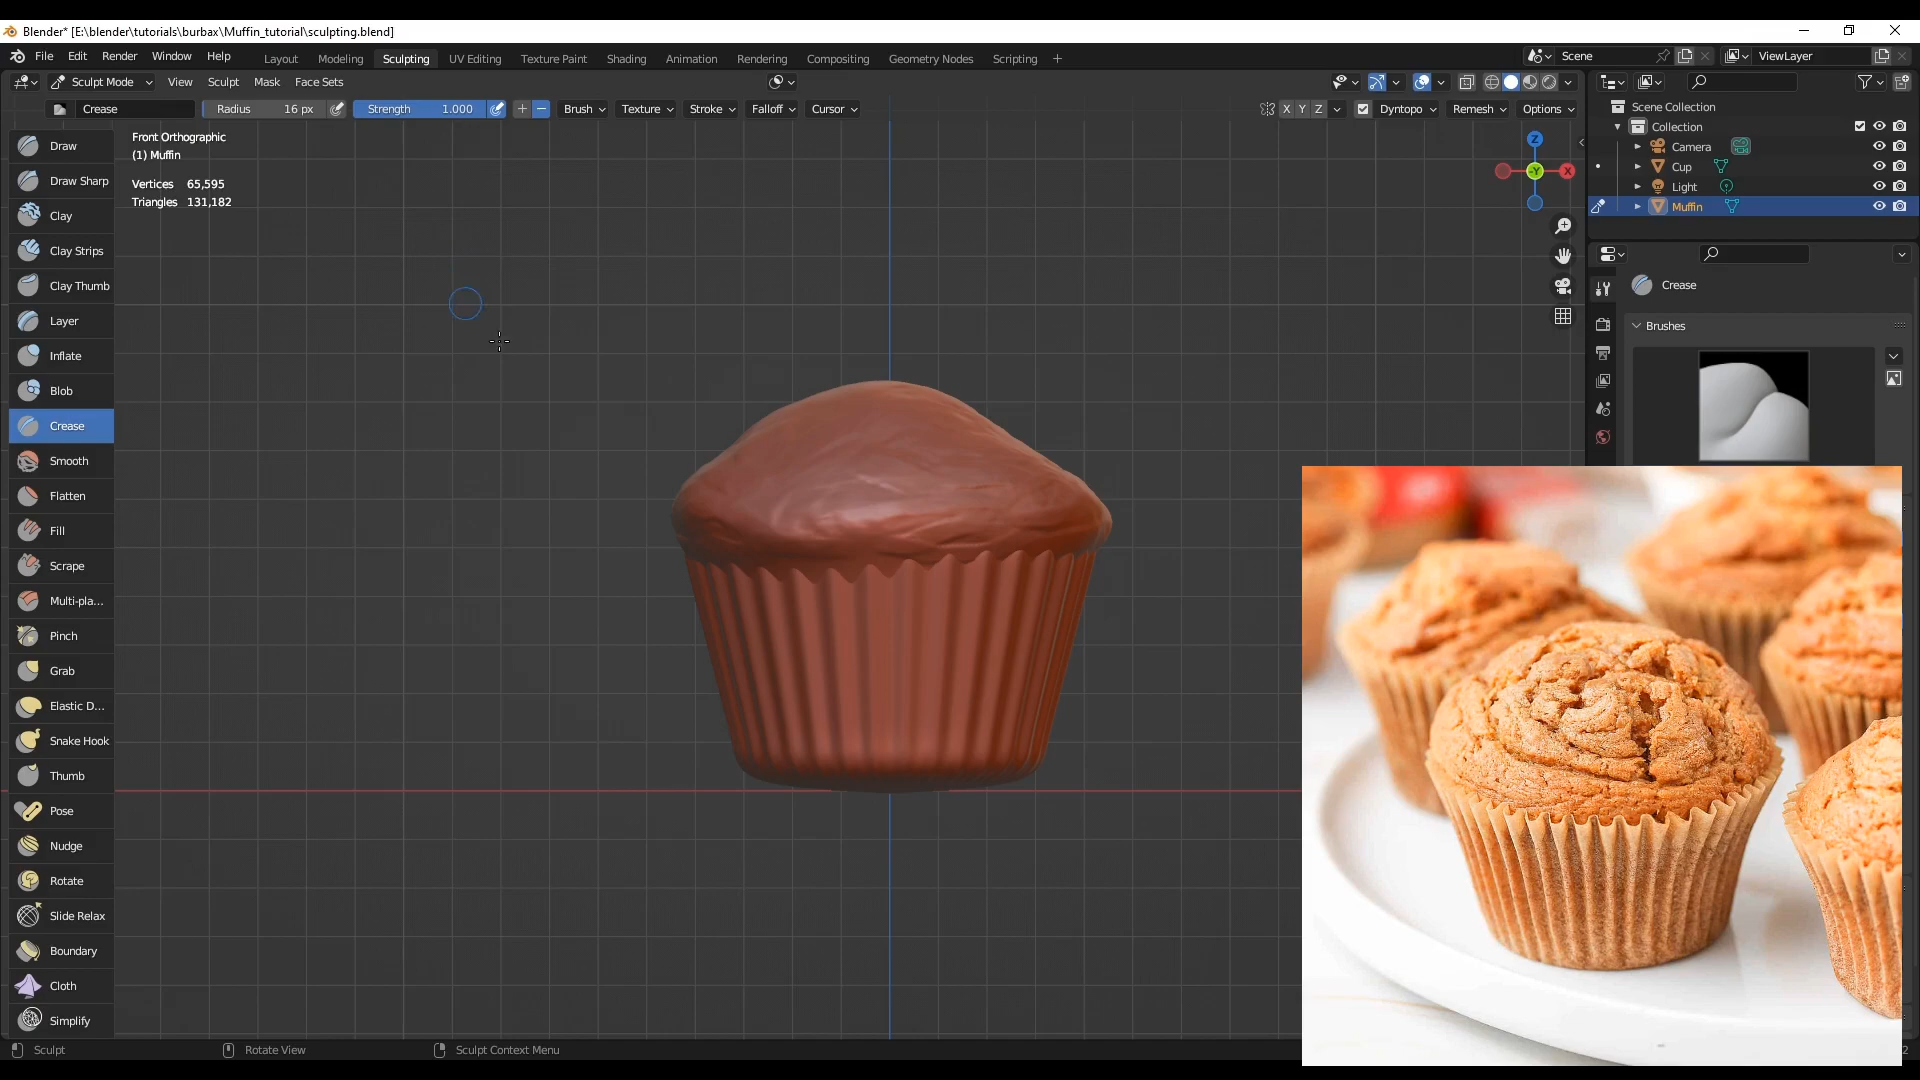 Blender* [E:\blender\tutorials\burbax\Muffin_tutorial\sculpting.blend]
File Edit Render Window Help Layout Modeling Sculpting UV Editing Texture Paint Shading Animation Rendering Compositing Geometry Nodes Scripting + Scene ViewLayer
Sculpt Mode View Sculpt Mask Face Sets
Crease Radius 16 px Strength 1.000 + − Brush Texture Stroke Falloff Cursor X Y Z Dyntopo Remesh Options
Front Orthographic
(1) Muffin
Vertices 65,595
Triangles 131,182
Draw
Draw Sharp
Clay
Clay Strips
Clay Thumb
Layer
Inflate
Blob
Crease
Smooth
Flatten
Fill
Scrape
Multi-pla...
Pinch
Grab
Elastic D...
Snake Hook
Thumb
Pose
Nudge
Rotate
Slide Relax
Boundary
Cloth
Simplify
Z
-Y
X
Scene Collection
Collection
Camera
Cup
Light
Muffin
Crease
Brushes
Sculpt Rotate View Sculpt Context Menu